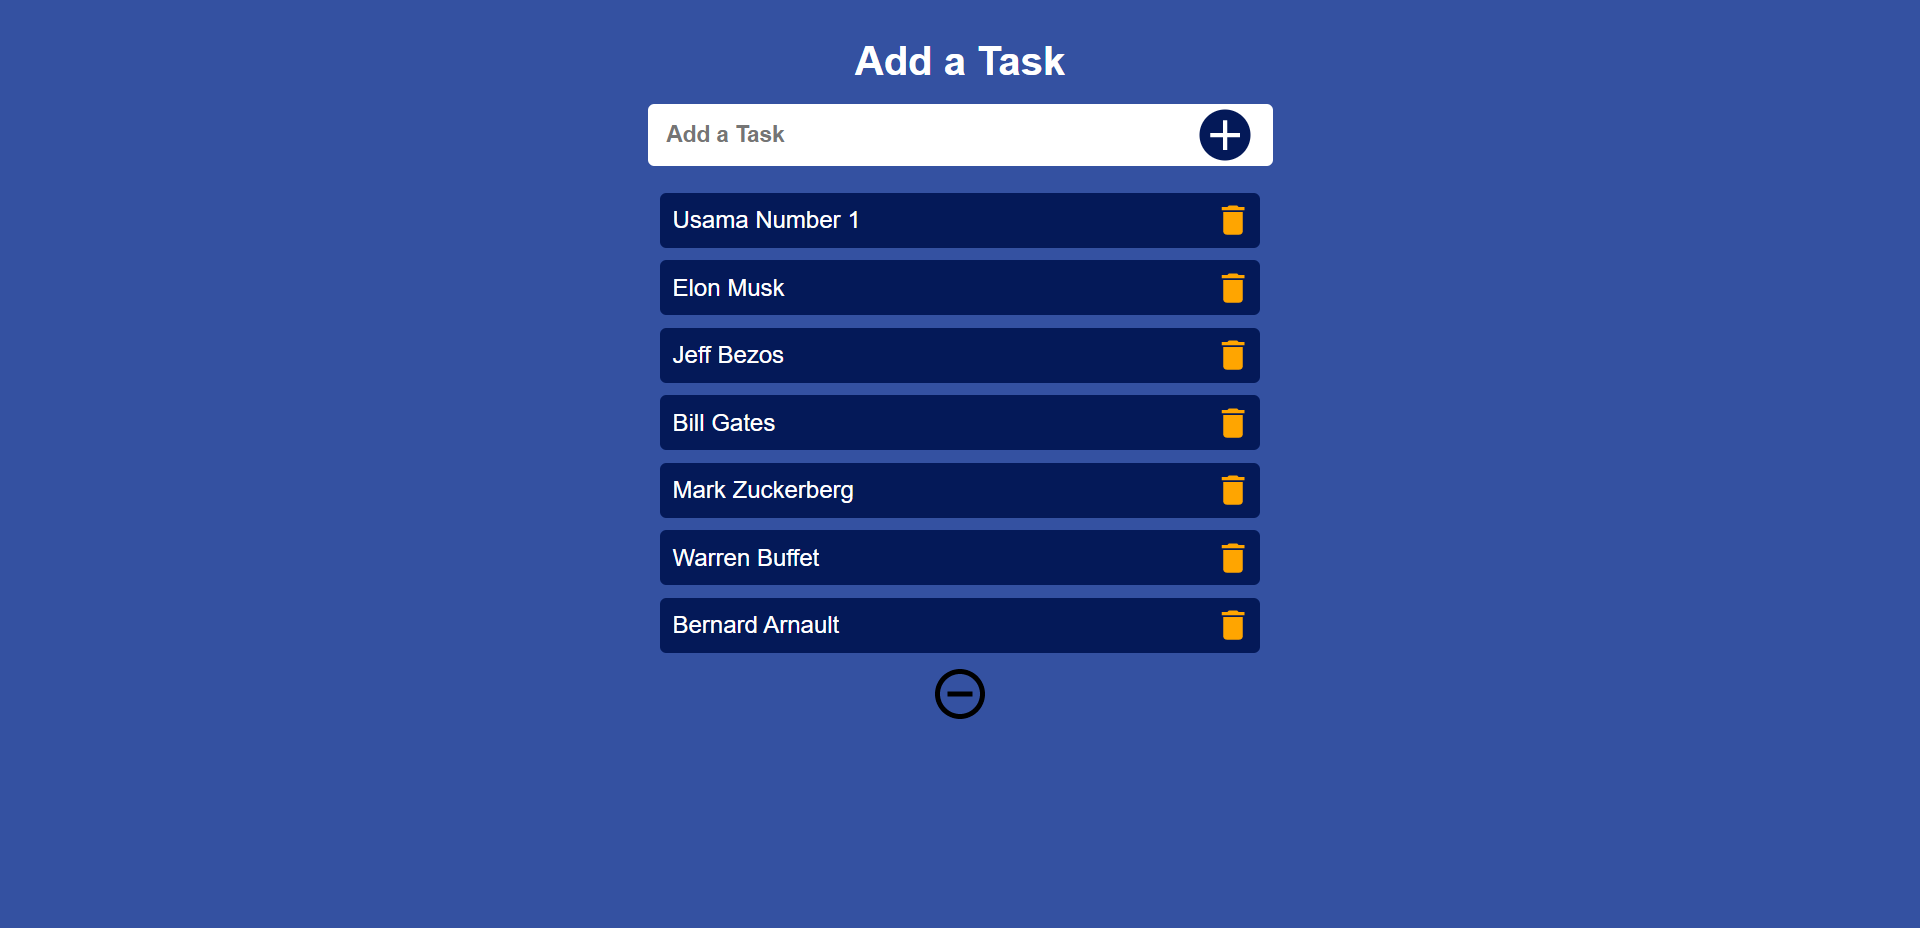 Add a Task
Add a Task
Usama Number 1
Elon Musk
Jeff Bezos
Bill Gates
Mark Zuckerberg
Warren Buffet
Bernard Arnault